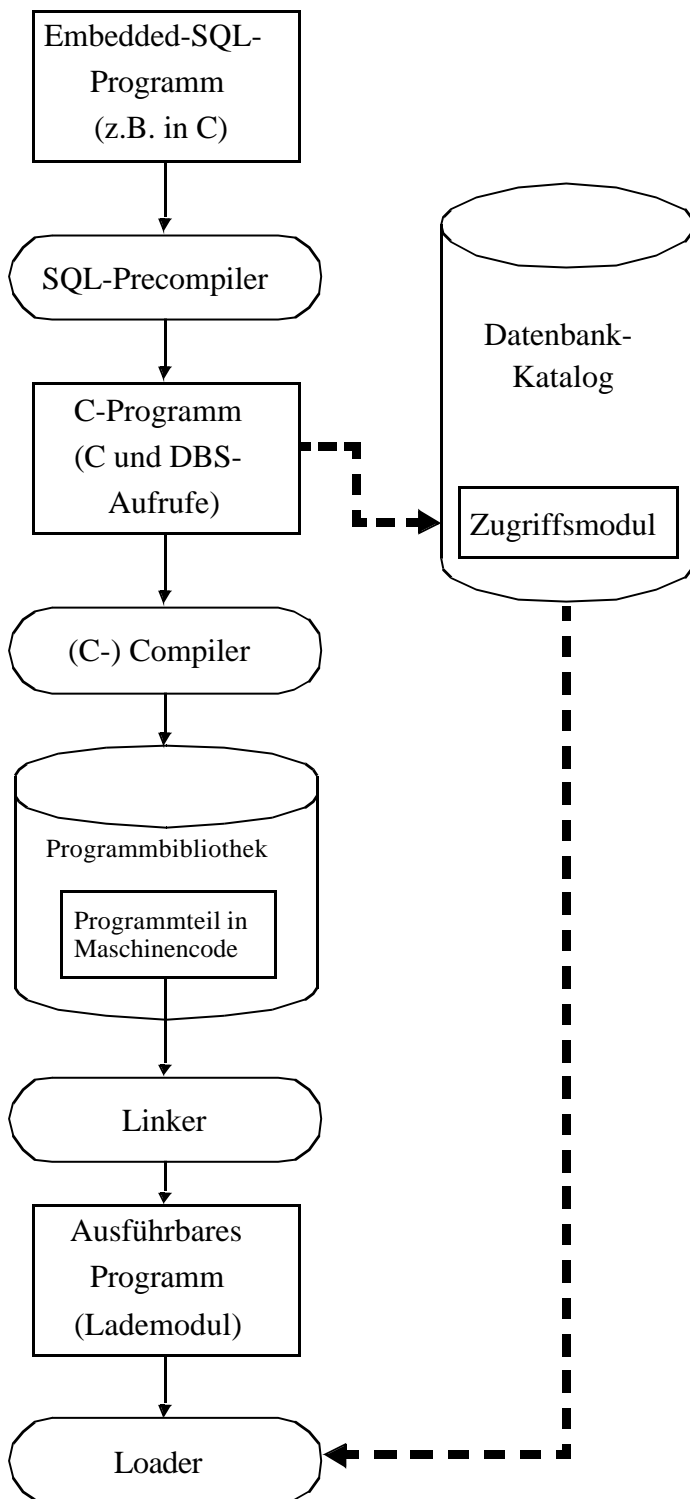 Embedded-SQL-
Programm
(z.B. in C)
SQL-Precompiler
C-Programm
(C und DBS-
Aufrufe)
Datenbank-
Katalog
Zugriffsmodul
(C-) Compiler
Programmbibliothek
Programmteil in
Maschinencode
Linker
Ausführbares
Programm
(Lademodul)
Loader